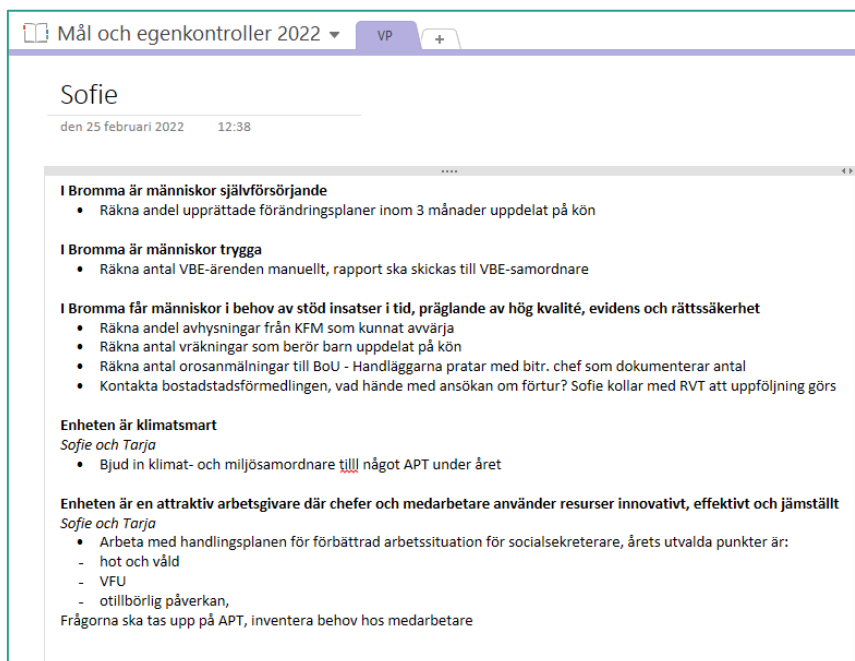 Mål och egenkontroller 2022
VP
+
Sofie
den 25 februari 2022 12:38
I Bromma är människor självförsörjande
• Räkna andel upprättade förändringsplaner inom 3 månader uppdelat på kön
I Bromma är människor trygga
• Räkna antal VBE-ärenden manuellt, rapport ska skickas till VBE-samordnare
I Bromma får människor i behov av stöd insatser i tid, präglande av hög kvalité, evidens och rättssäkerhet
• Räkna andel avhysningar från KFM som kunnat avvärja
• Räkna antal vräkningar som berör barn uppdelat på kön
• Räkna antal orosanmälningar till BoU - Handläggarna pratar med bitr. chef som dokumenterar antal
• Kontakta bostadstadsförmedlingen, vad hände med ansökan om förtur? Sofie kollar med RVT att uppföljning görs
Enheten är klimatsmart
Sofie och Tarja
• Bjud in klimat- och miljösamordnare tilll något APT under året
Enheten är en attraktiv arbetsgivare där chefer och medarbetare använder resurser innovativt, effektivt och jämställt
Sofie och Tarja
• Arbeta med handlingsplanen för förbättrad arbetssituation för socialsekreterare, årets utvalda punkter är:
- hot och våld
- VFU
- otillbörlig påverkan,
Frågorna ska tas upp på APT, inventera behov hos medarbetare